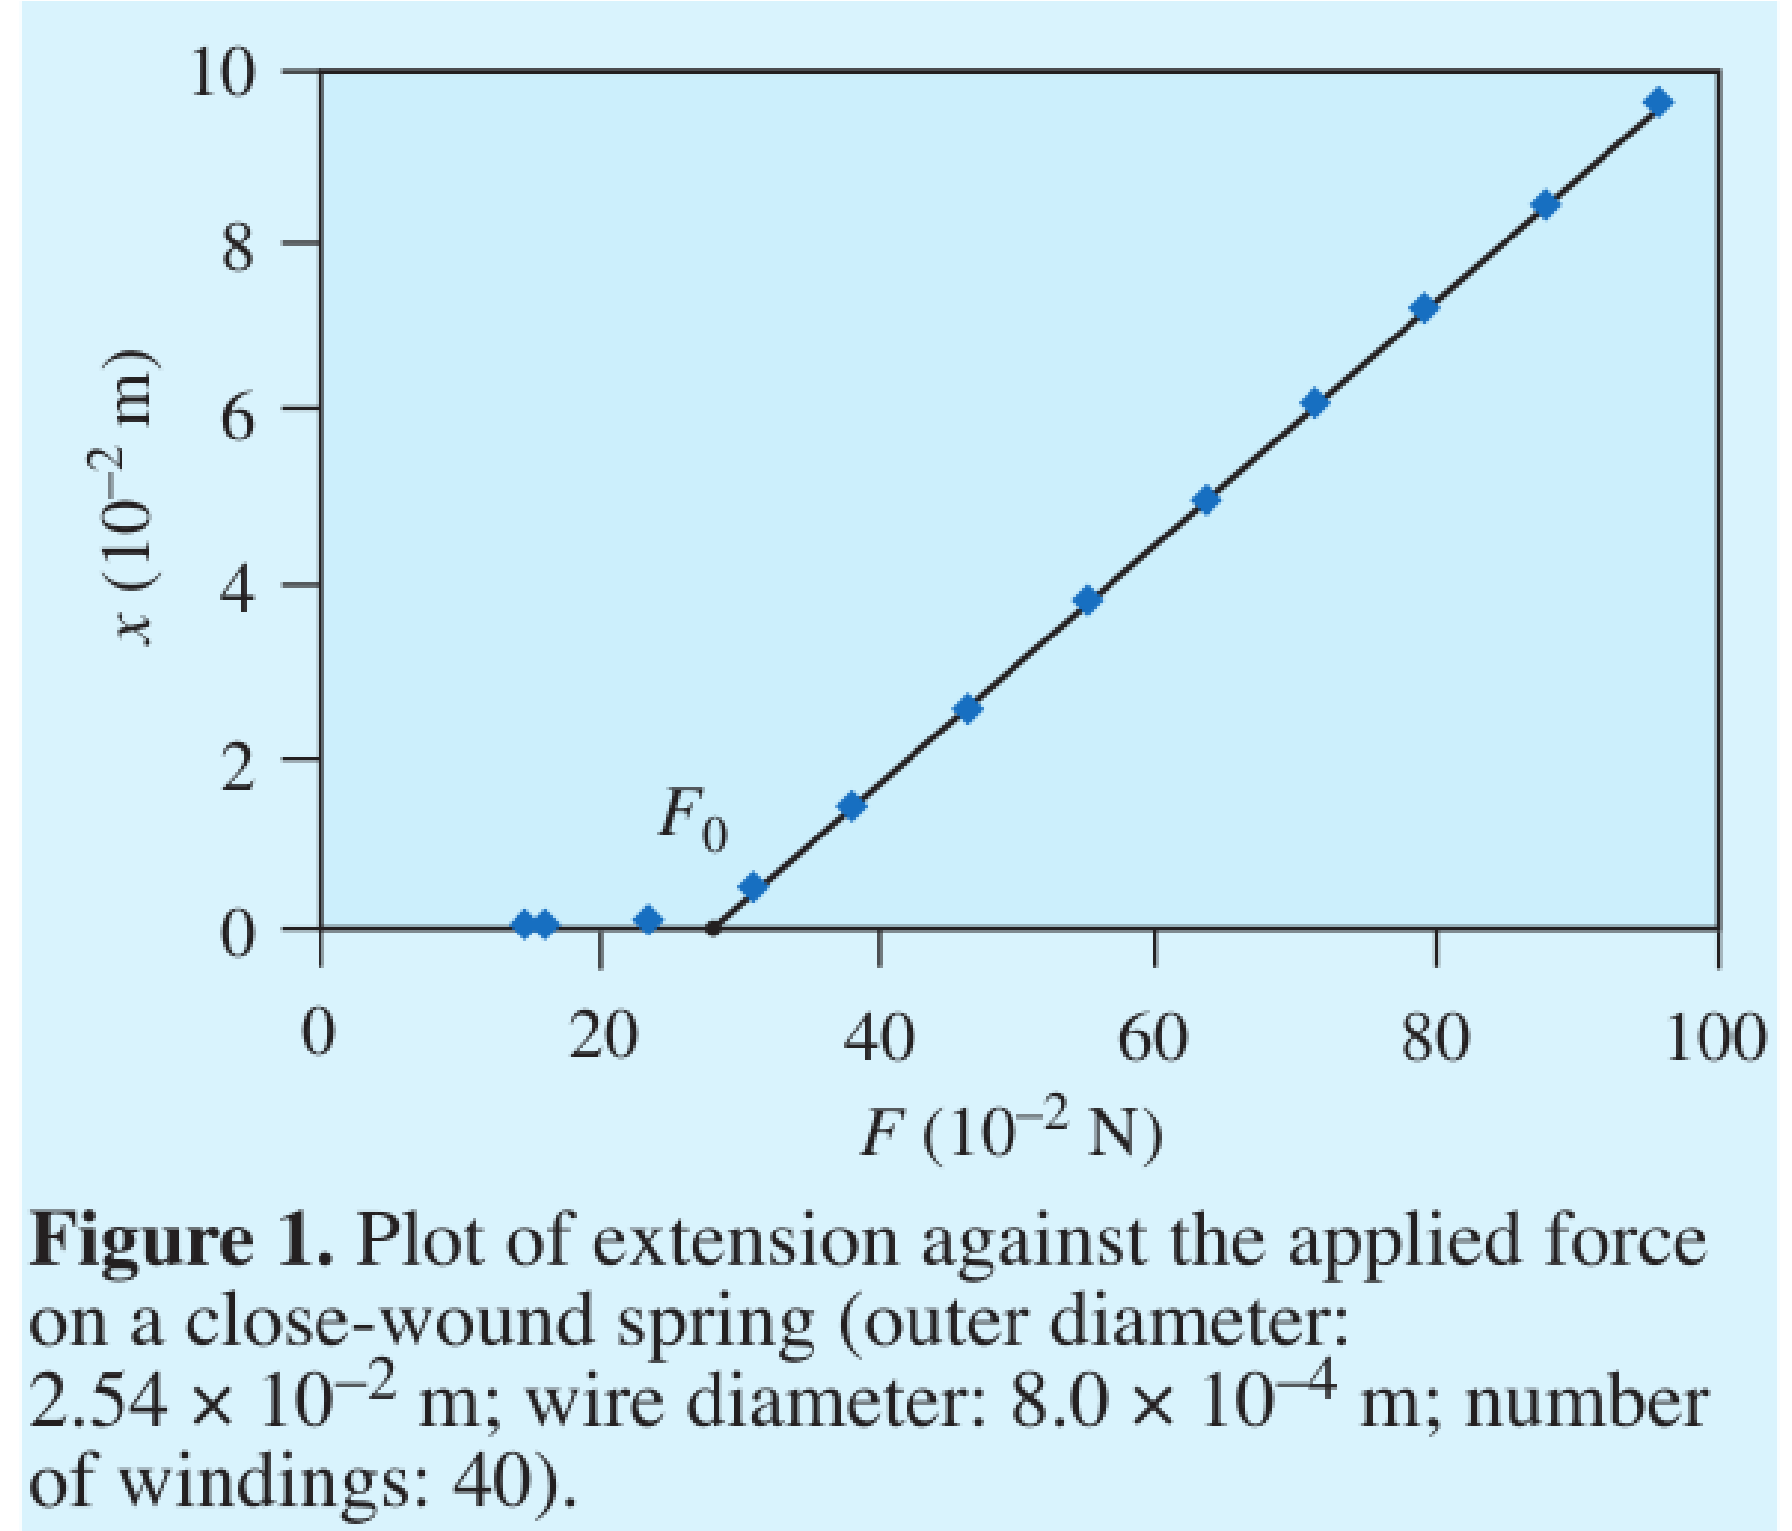 10
8
6
4
2
0
x (10⁻² m)
F₀
0 20 40 60 80 100
F (10⁻² N)
Figure 1. Plot of extension against the applied force
on a close-wound spring (outer diameter:
2.54 × 10⁻² m; wire diameter: 8.0 × 10⁻⁴ m; number
of windings: 40).